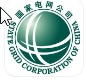 国家电网公司
STATE GRID CORPORATION OF CHINA